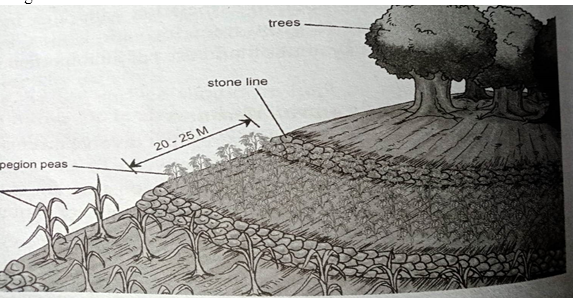 trees
stone line
20 - 25 M
pegion peas